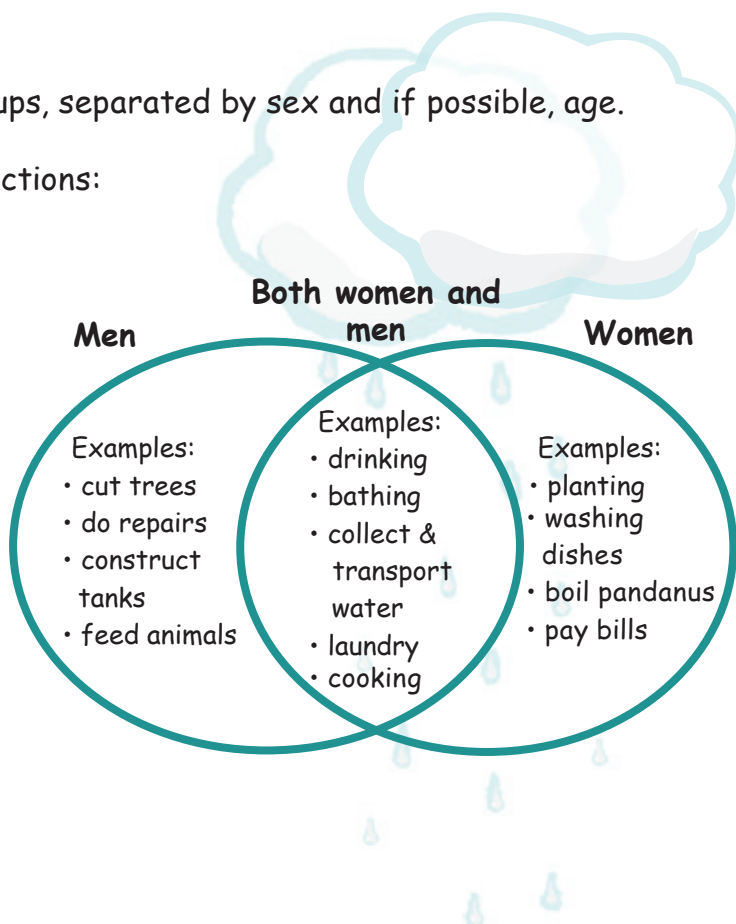 ups, separated by sex and if possible, age.
ctions:
Both women and
men
Men
Women
Examples:
• cut trees
• do repairs
• construct
tanks
• feed animals
Examples:
• drinking
• bathing
• collect &
transport
water
• laundry
• cooking
Examples:
• planting
• washing
dishes
• boil pandanus
• pay bills